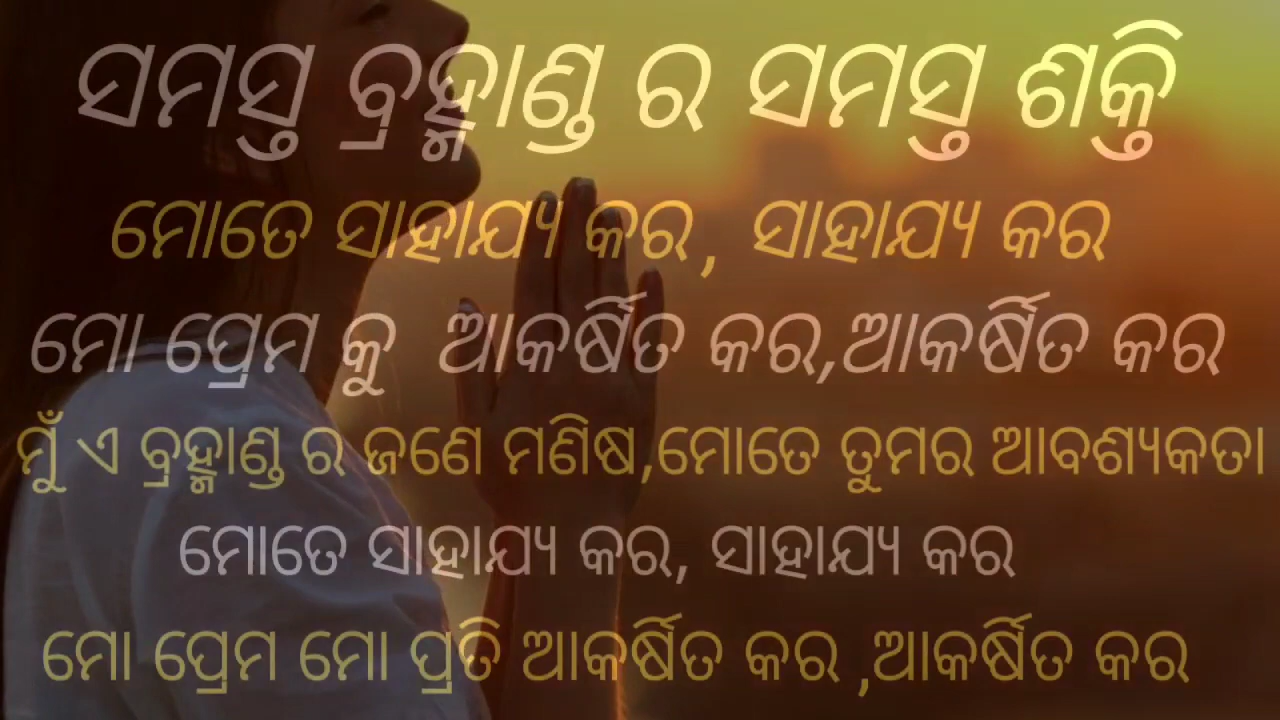 ସମସ୍ତ ବ୍ରହ୍ମାଣ୍ଡ ର ସମସ୍ତ ଶକ୍ତି
ମୋତେ ସାହାଯ୍ୟ କର, ସାହାଯ୍ୟ କର
ମୋ ପ୍ରେମ କୁ ଆକର୍ଷିତ କର,ଆକର୍ଷିତ କର
ମୁଁ ଏ ବ୍ରହ୍ମାଣ୍ଡ ର ଜଣେ ମଣିଷ,ମୋତେ ତୁମର ଆବଶ୍ୟକତା
ମୋତେ ସାହାଯ୍ୟ କର, ସାହାଯ୍ୟ କର
ମୋ ପ୍ରେମ ମୋ ପ୍ରତି ଆକର୍ଷିତ କର ,ଆକର୍ଷିତ କର